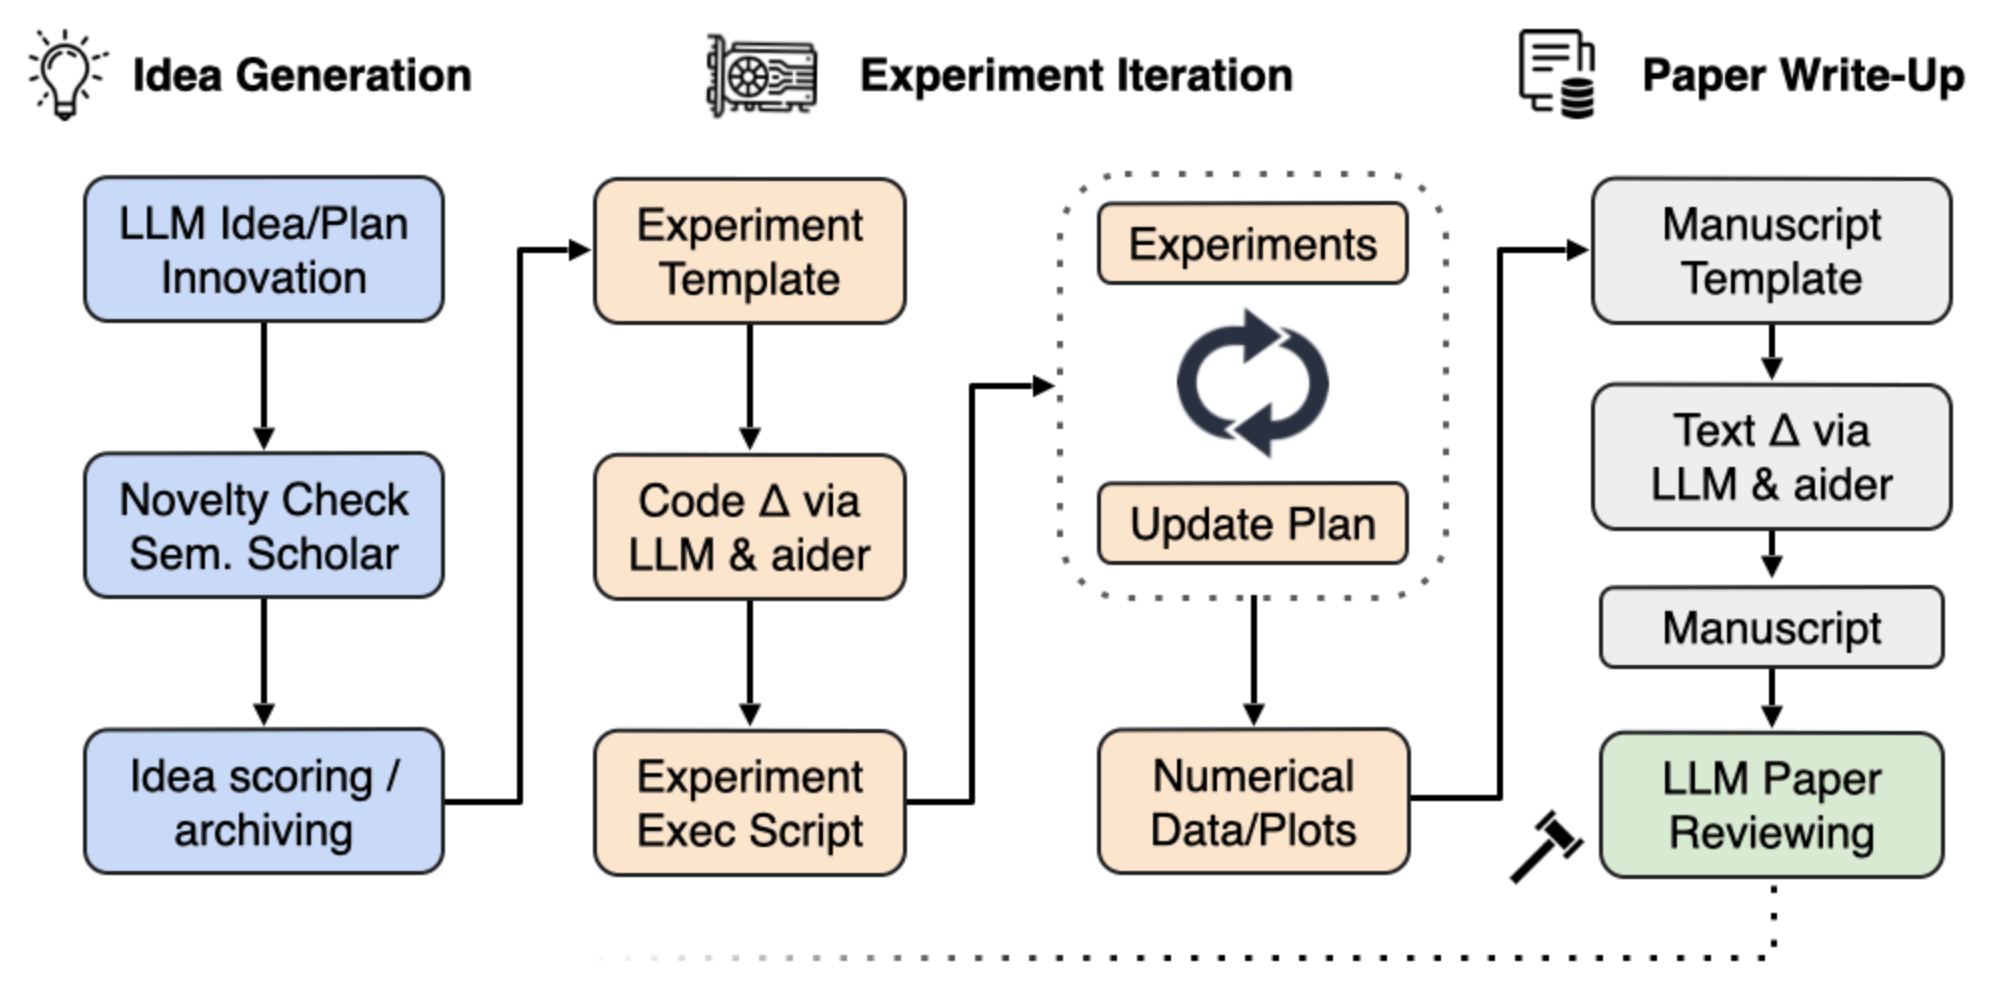 Idea Generation
Experiment Iteration
Paper Write-Up
LLM Idea/Plan
Innovation
Novelty Check
Sem. Scholar
Idea scoring /
archiving
Experiment
Template
Code Δ via
LLM & aider
Experiment
Exec Script
Experiments
Update Plan
Numerical
Data/Plots
Manuscript
Template
Text Δ via
LLM & aider
Manuscript
LLM Paper
Reviewing